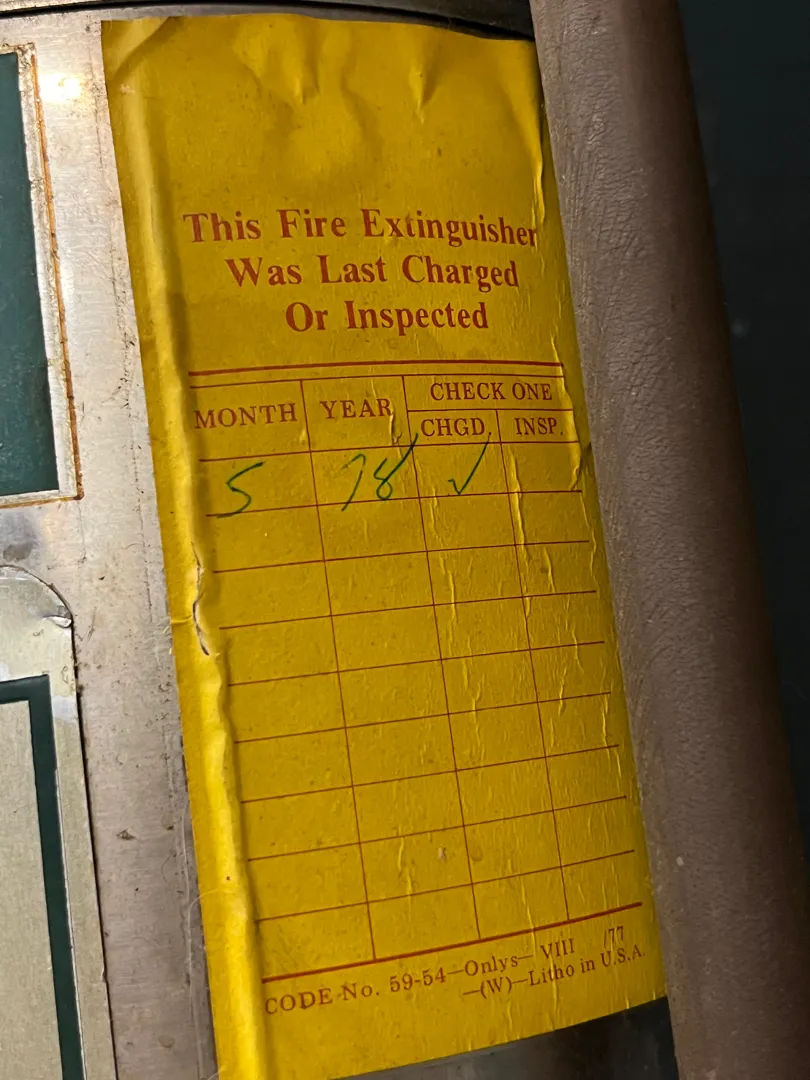 This Fire Extinguisher
Was Last Charged
Or Inspected
MONTH YEAR CHECK ONE
CHGD. INSP.
5 78 ✓
CODE No. 59-54—Onlys— VIII /77
—(W)—Litho in U.S.A.